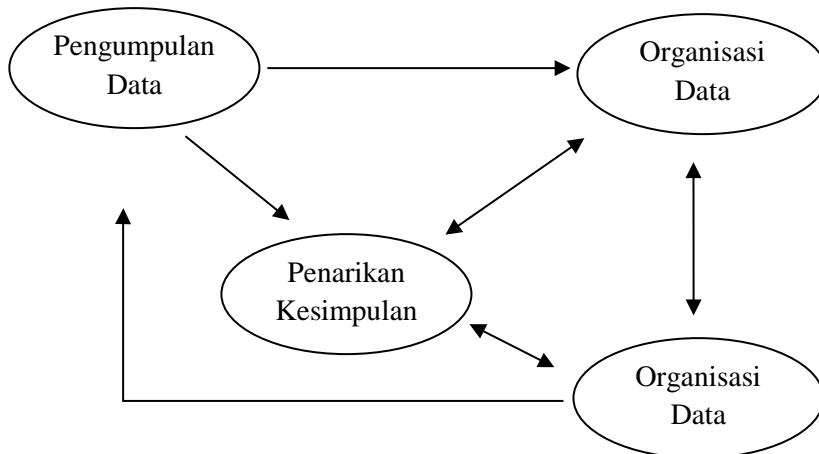 Pengumpulan
Data
Organisasi
Data
Penarikan
Kesimpulan
Organisasi
Data